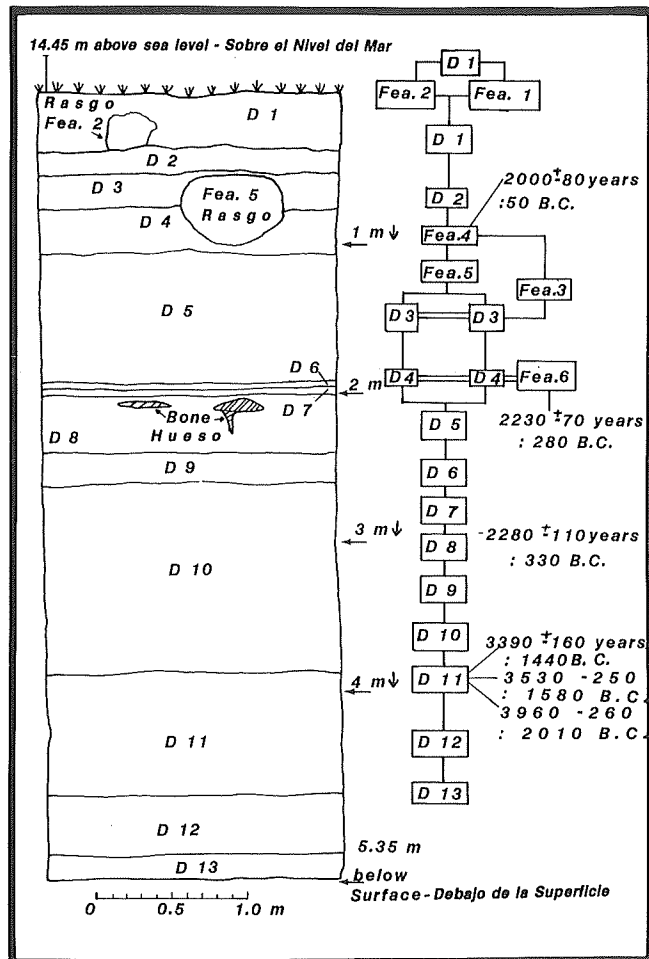 14.45 m above sea level - Sobre el Nivel del Mar
Rasgo
Fea. 2
D 1
D 2
D 3
Fea. 5
Rasgo
D 4
1 m
D 5
D 6
2 m
D 7
Bone
Hueso
D 8
D 9
3 m
D 10
4 m
D 11
D 12
5.35 m
D 13
below
Surface - Debajo de la Superficie
0 0.5 1.0 m
D 1
Fea. 2 Fea. 1
D 1
2000 ± 80 years
: 50 B.C.
D 2
Fea. 4
Fea. 5
Fea. 3
D 3 D 3
D 4 D 4 Fea. 6
2230 ± 70 years
: 280 B.C.
D 5
D 6
D 7
D 8
-2280 ± 110 years
: 330 B.C.
D 9
D 10
3390 ± 160 years
: 1440 B.C.
D 11
3530 - 250
: 1580 B.C.
3960 - 260
: 2010 B.C.
D 12
D 13